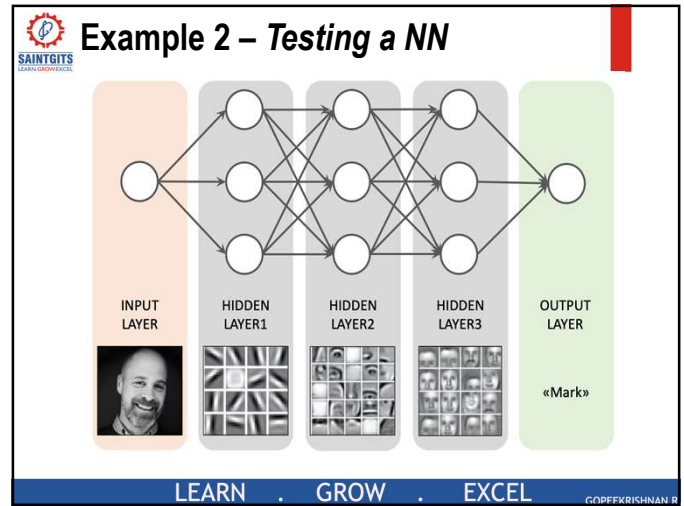 Example 2 – Testing a NN
SAINTGITS
LEARN.GROW.EXCEL
INPUT LAYER
HIDDEN LAYER1
HIDDEN LAYER2
HIDDEN LAYER3
OUTPUT LAYER
«Mark»
LEARN . GROW . EXCEL
GOPEEKRISHNAN R